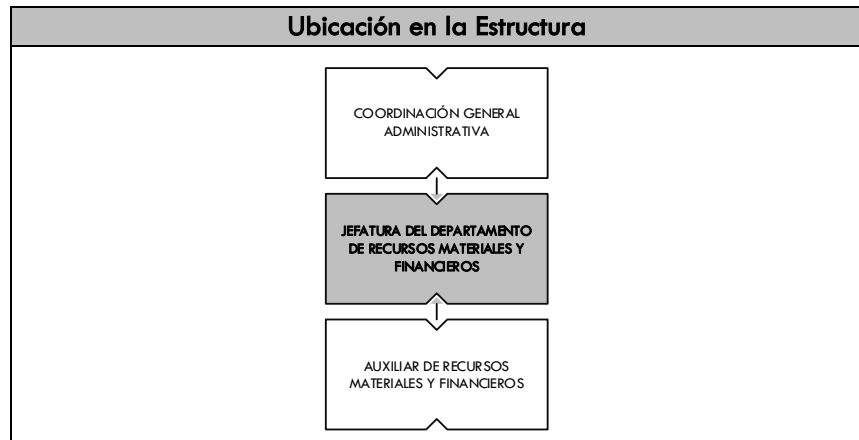 Ubicación en la Estructura
COORDINACIÓN GENERAL
ADMINISTRATIVA
JEFATURA DEL DEPARTAMENTO
DE RECURSOS MATERIALES Y
FINANCIEROS
AUXILIAR DE RECURSOS
MATERIALES Y FINANCIEROS